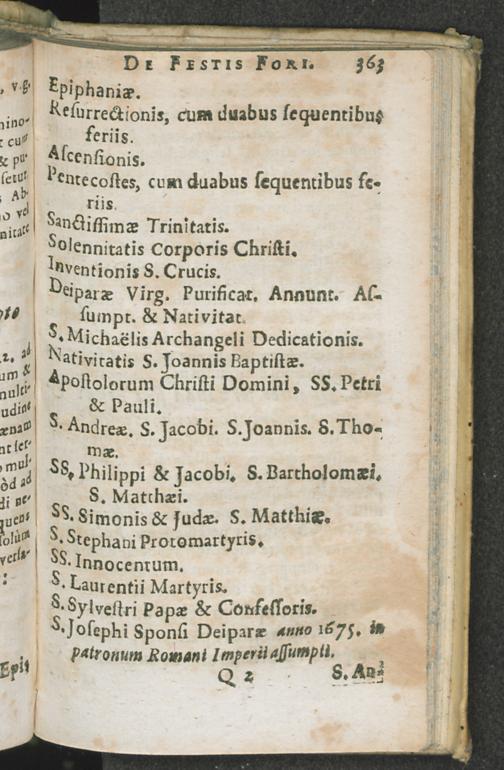 DE FESTIS FORI. 363
Epiphaniæ.
Reſurrectionis, cum duabus ſequentibus
feriis.
Aſcenſionis.
Pentecoſtes, cum duabus ſequentibus fe-
riis.
Sanctiſſimæ Trinitatis.
Solennitatis Corporis Chriſti.
Inventionis S. Crucis.
Deiparæ Virg. Purificat. Annunt. Aſ-
ſumpt. & Nativitat.
S. Michaëlis Archangeli Dedicationis.
Nativitatis S. Joannis Baptiſtæ.
Apoſtolorum Chriſti Domini, SS. Petri
& Pauli.
S. Andreæ. S. Jacobi. S. Joannis. S. Tho-
mæ.
SS. Philippi & Jacobi. S. Bartholomæi.
S. Matthæi.
SS. Simonis & Judæ. S. Matthiæ.
S. Stephani Protomartyris.
SS. Innocentum.
S. Laurentii Martyris.
S. Sylveſtri Papæ & Confeſſoris.
S. Joſephi Sponſi Deiparæ anno 1675. in
patronum Romani Imperii aſſumpti.
Q 2 S. An-